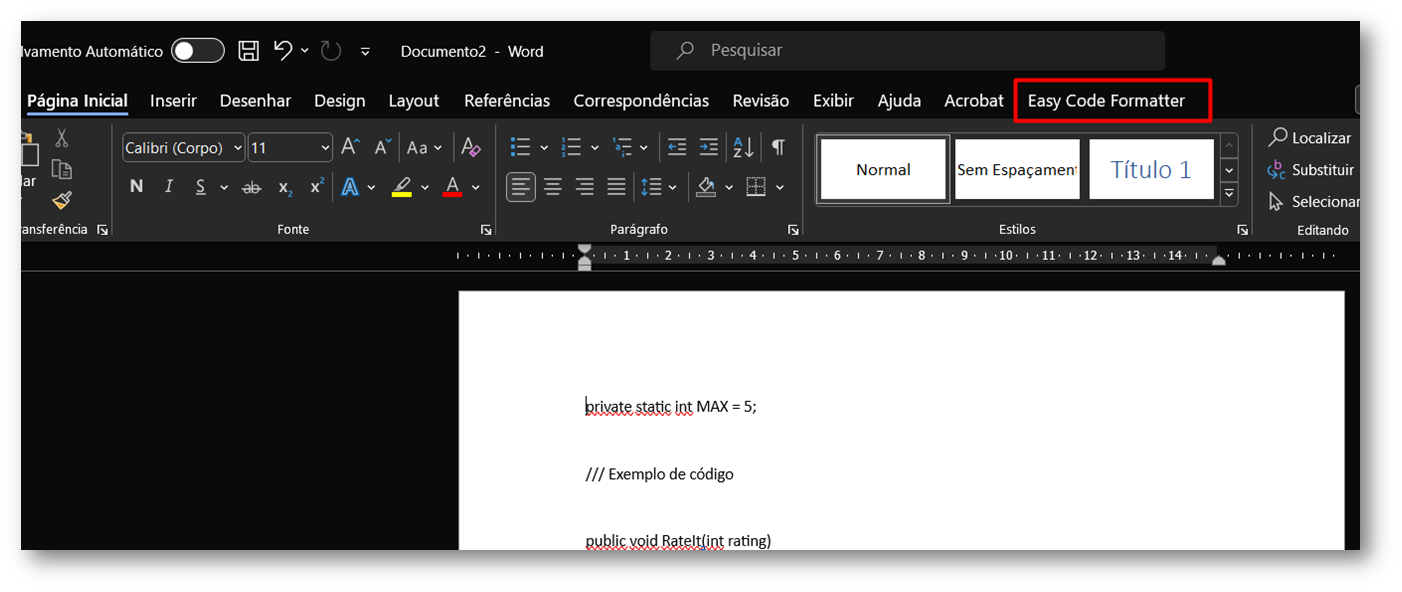 lvamento Automático Documento2 - Word Pesquisar
Página Inicial Inserir Desenhar Design Layout Referências Correspondências Revisão Exibir Ajuda Acrobat Easy Code Formatter
Calibri (Corpo) 11 A A Aa A
lar N I S ab x₂ x² A A
Normal Sem Espaçament Título 1
Localizar
Substituir
Selecionar
ansferência Fonte Parágrafo Estilos Editando
1 2 3 4 5 6 7 8 9 10 11 12 13 14
private static int MAX = 5;
/// Exemplo de código
public void RateIt(int rating)